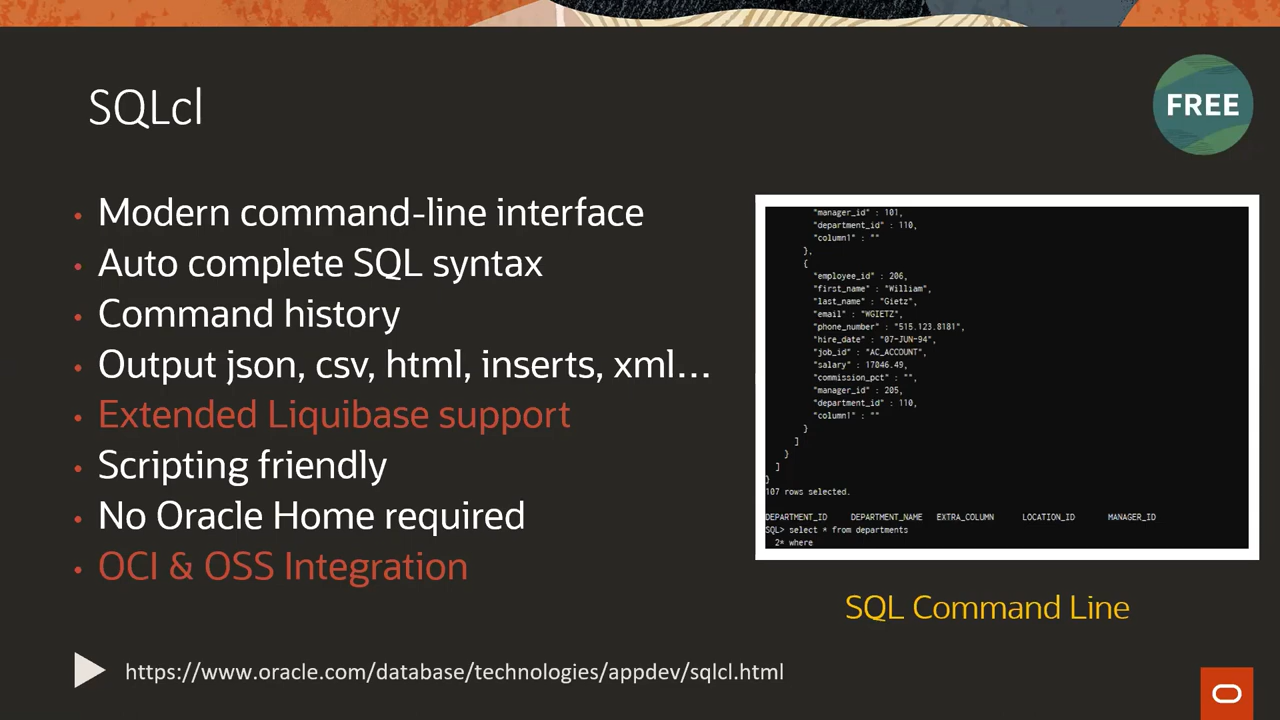 SQLcl
FREE
• Modern command-line interface
• Auto complete SQL syntax
• Command history
• Output json, csv, html, inserts, xml...
• Extended Liquibase support
• Scripting friendly
• No Oracle Home required
• OCI & OSS Integration
"manager_id" : 101,
"department_id" : 110,
"column1" : ""
},
{
"employee_id" : 206,
"first_name" : "William",
"last_name" : "Gietz",
"email" : "WGIETZ",
"phone_number" : "515.123.8181",
"hire_date" : "07-JUN-94",
"job_id" : "AC_ACCOUNT",
"salary" : 17046.49,
"commission_pct" : "",
"manager_id" : 205,
"department_id" : 110,
"column1" : ""
}
]
}
]
}
107 rows selected.
DEPARTMENT_ID DEPARTMENT_NAME EXTRA_COLUMN LOCATION_ID MANAGER_ID
SQL> select * from departments
2* where
SQL Command Line
https://www.oracle.com/database/technologies/appdev/sqlcl.html